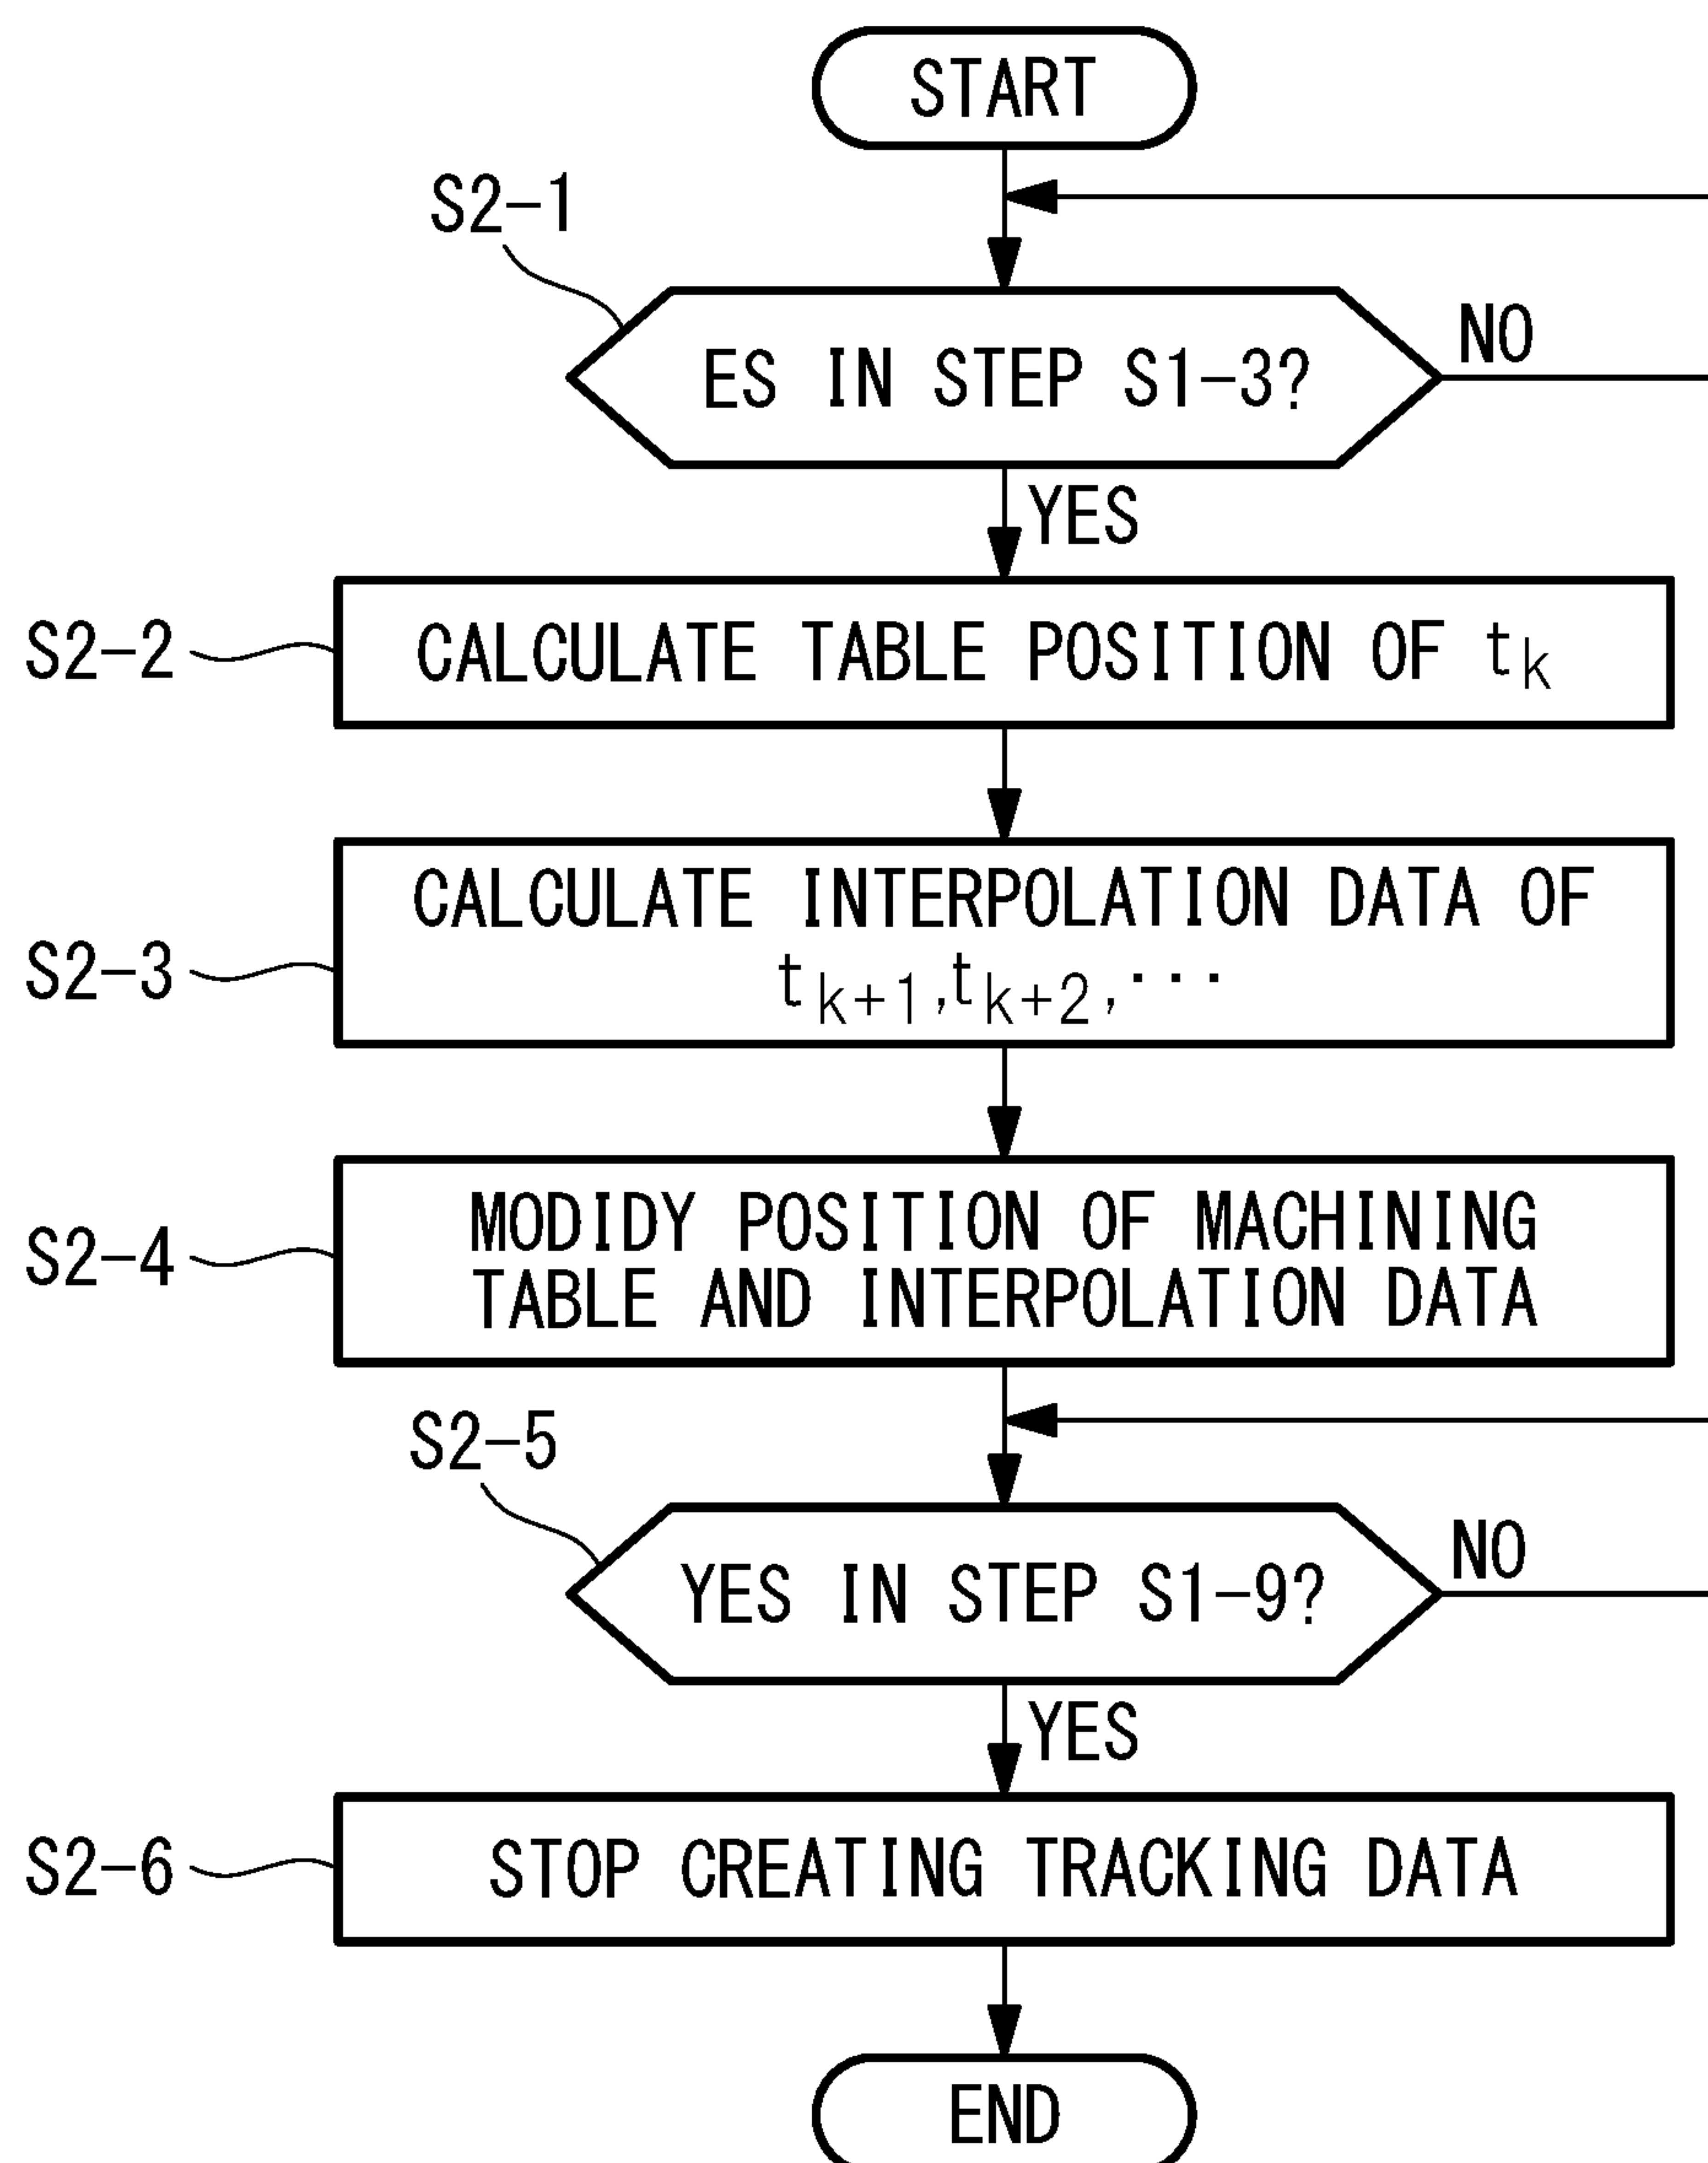 START
S2-1
ES IN STEP S1-3?
NO
YES
S2-2
CALCULATE TABLE POSITION OF tk
S2-3
CALCULATE INTERPOLATION DATA OF
tk+1,tk+2,...
S2-4
MODIDY POSITION OF MACHINING
TABLE AND INTERPOLATION DATA
S2-5
YES IN STEP S1-9?
NO
YES
S2-6
STOP CREATING TRACKING DATA
END